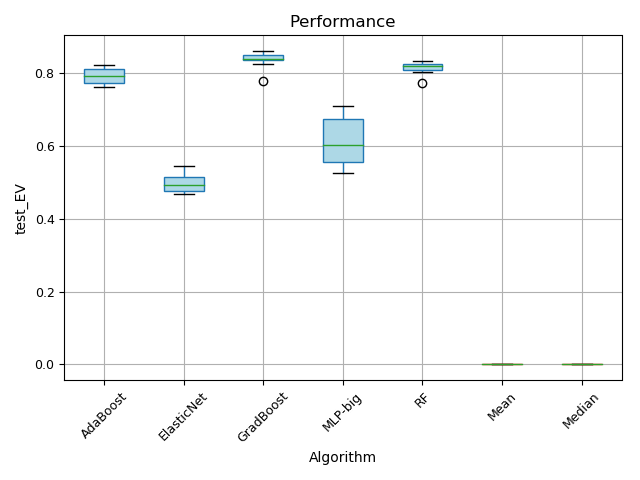 Performance
test_EV
0.8
0.6
0.4
0.2
0.0
AdaBoost
ElasticNet
GradBoost
MLP-big
RF
Mean
Median
Algorithm